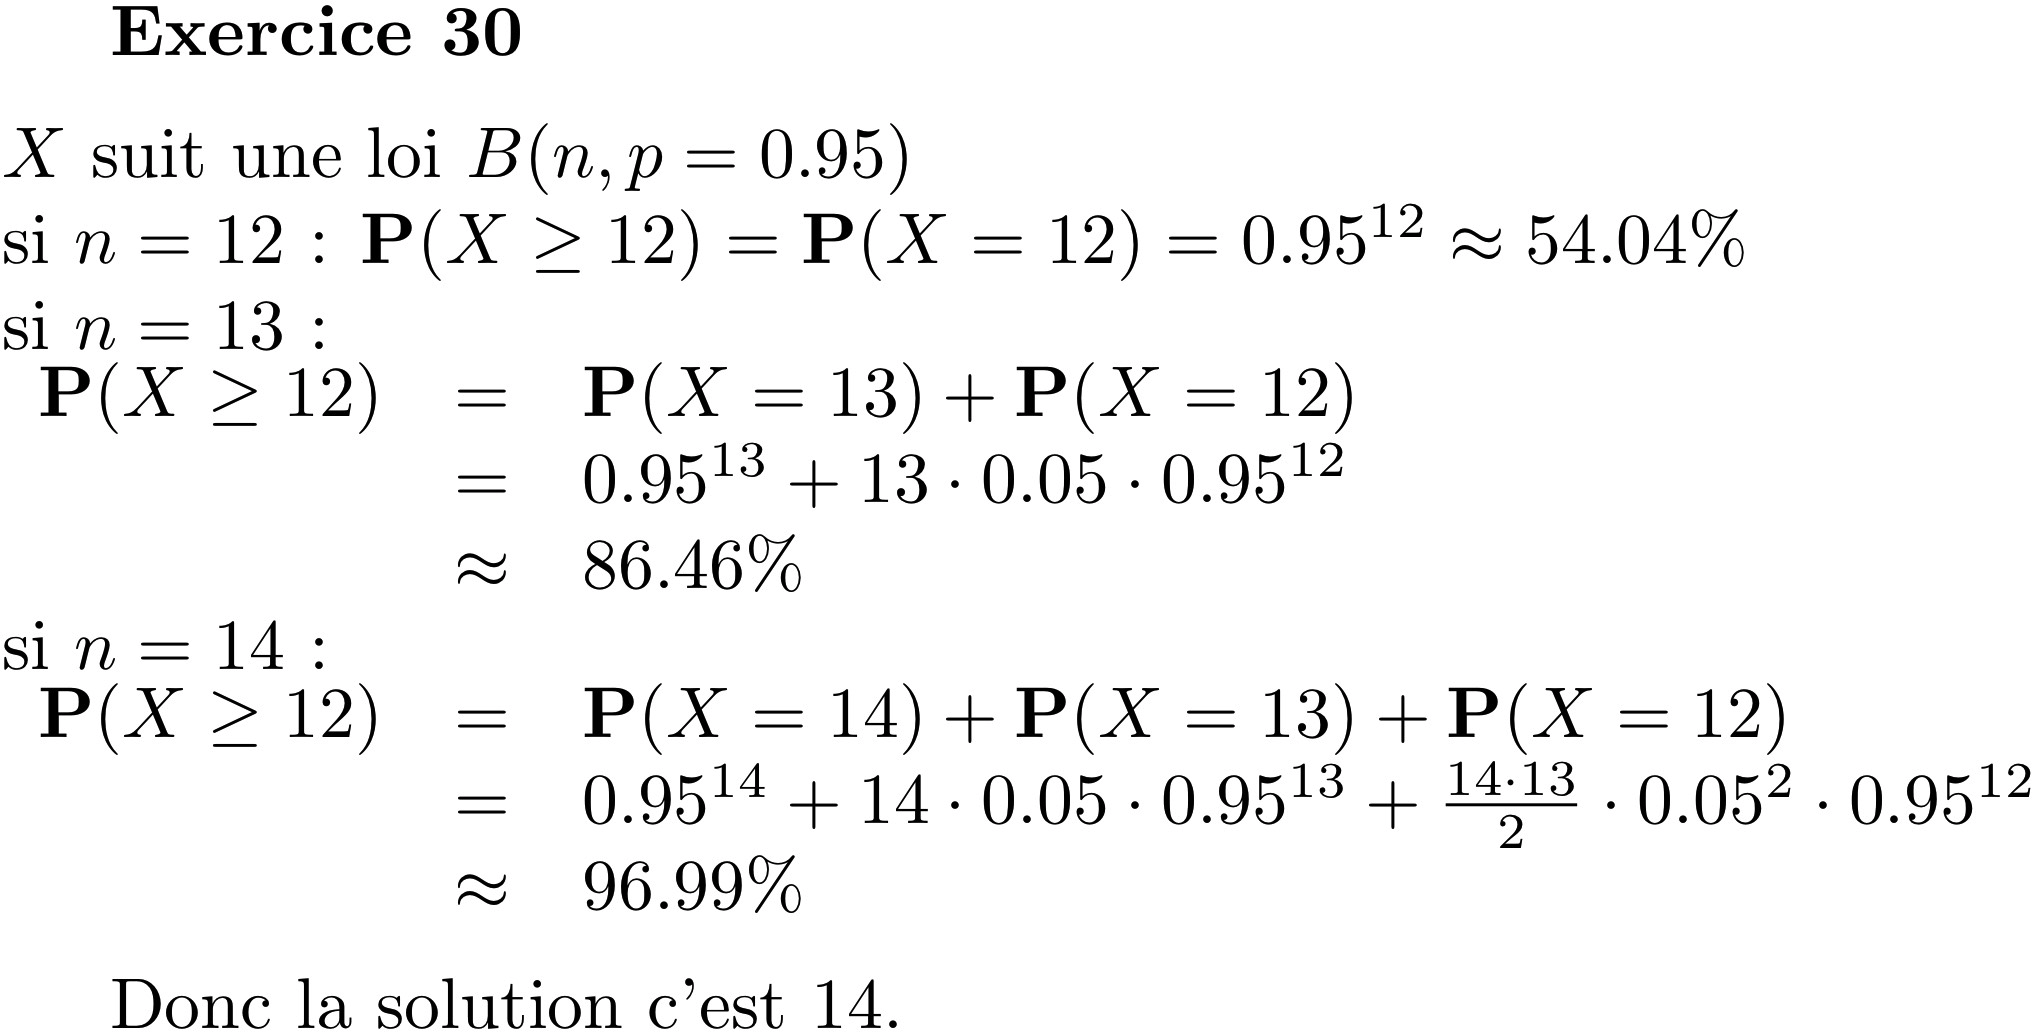 Exercice 30
X suit une loi B(n, p = 0.95)
si n = 12 : P(X ≥ 12) = P(X = 12) = 0.95^12 ≈ 54.04%
si n = 13 :
P(X ≥ 12) = P(X = 13) + P(X = 12)
= 0.95^13 + 13 · 0.05 · 0.95^12
≈ 86.46%
si n = 14 :
P(X ≥ 12) = P(X = 14) + P(X = 13) + P(X = 12)
= 0.95^14 + 14 · 0.05 · 0.95^13 + \frac{14·13}{2} · 0.05^2 · 0.95^12
≈ 96.99%
Donc la solution c'est 14.